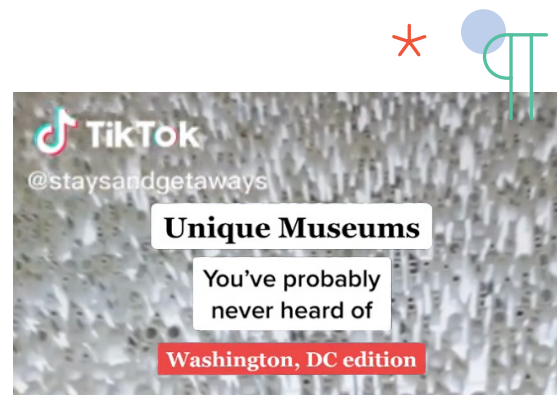 TikTok
@staysandgetaways
Unique Museums
You've probably
never heard of
Washington, DC edition